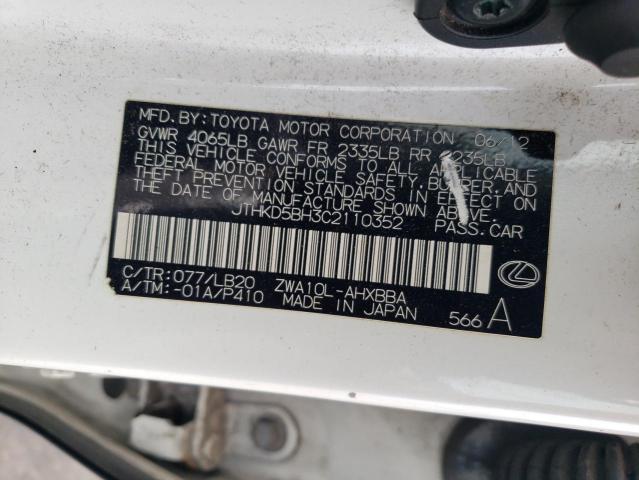 MFD. BY: TOYOTA MOTOR CORPORATION 06/12
GVWR 4065LB GAWR FR 2335LB RR 2235LB
THIS VEHICLE CONFORMS TO ALL APPLICABLE
FEDERAL MOTOR VEHICLE SAFETY, BUMPER, AND
THEFT PREVENTION STANDARDS IN EFFECT ON
THE DATE OF MANUFACTURE SHOWN ABOVE.
JTHKD5BH3C2110352 PASS.CAR
C/TR:077/LB20 ZWA10L-AHXBBA
A/TM:-01A/P410 MADE IN JAPAN
566 A